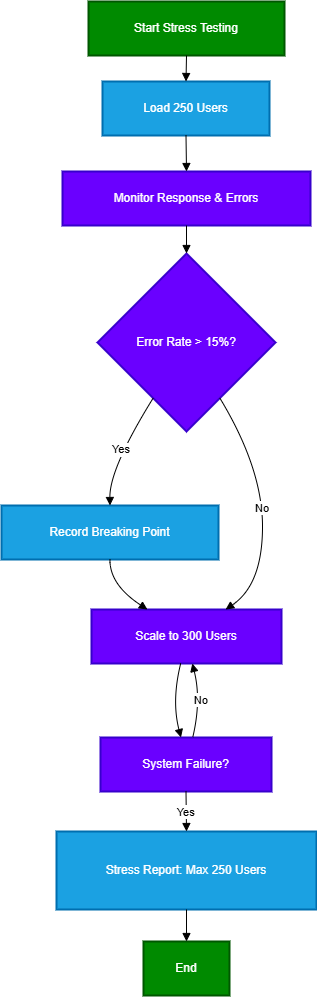 Start Stress Testing
Load 250 Users
Monitor Response & Errors
Error Rate > 15%?
Yes
No
Record Breaking Point
Scale to 300 Users
No
System Failure?
Yes
Stress Report: Max 250 Users
End